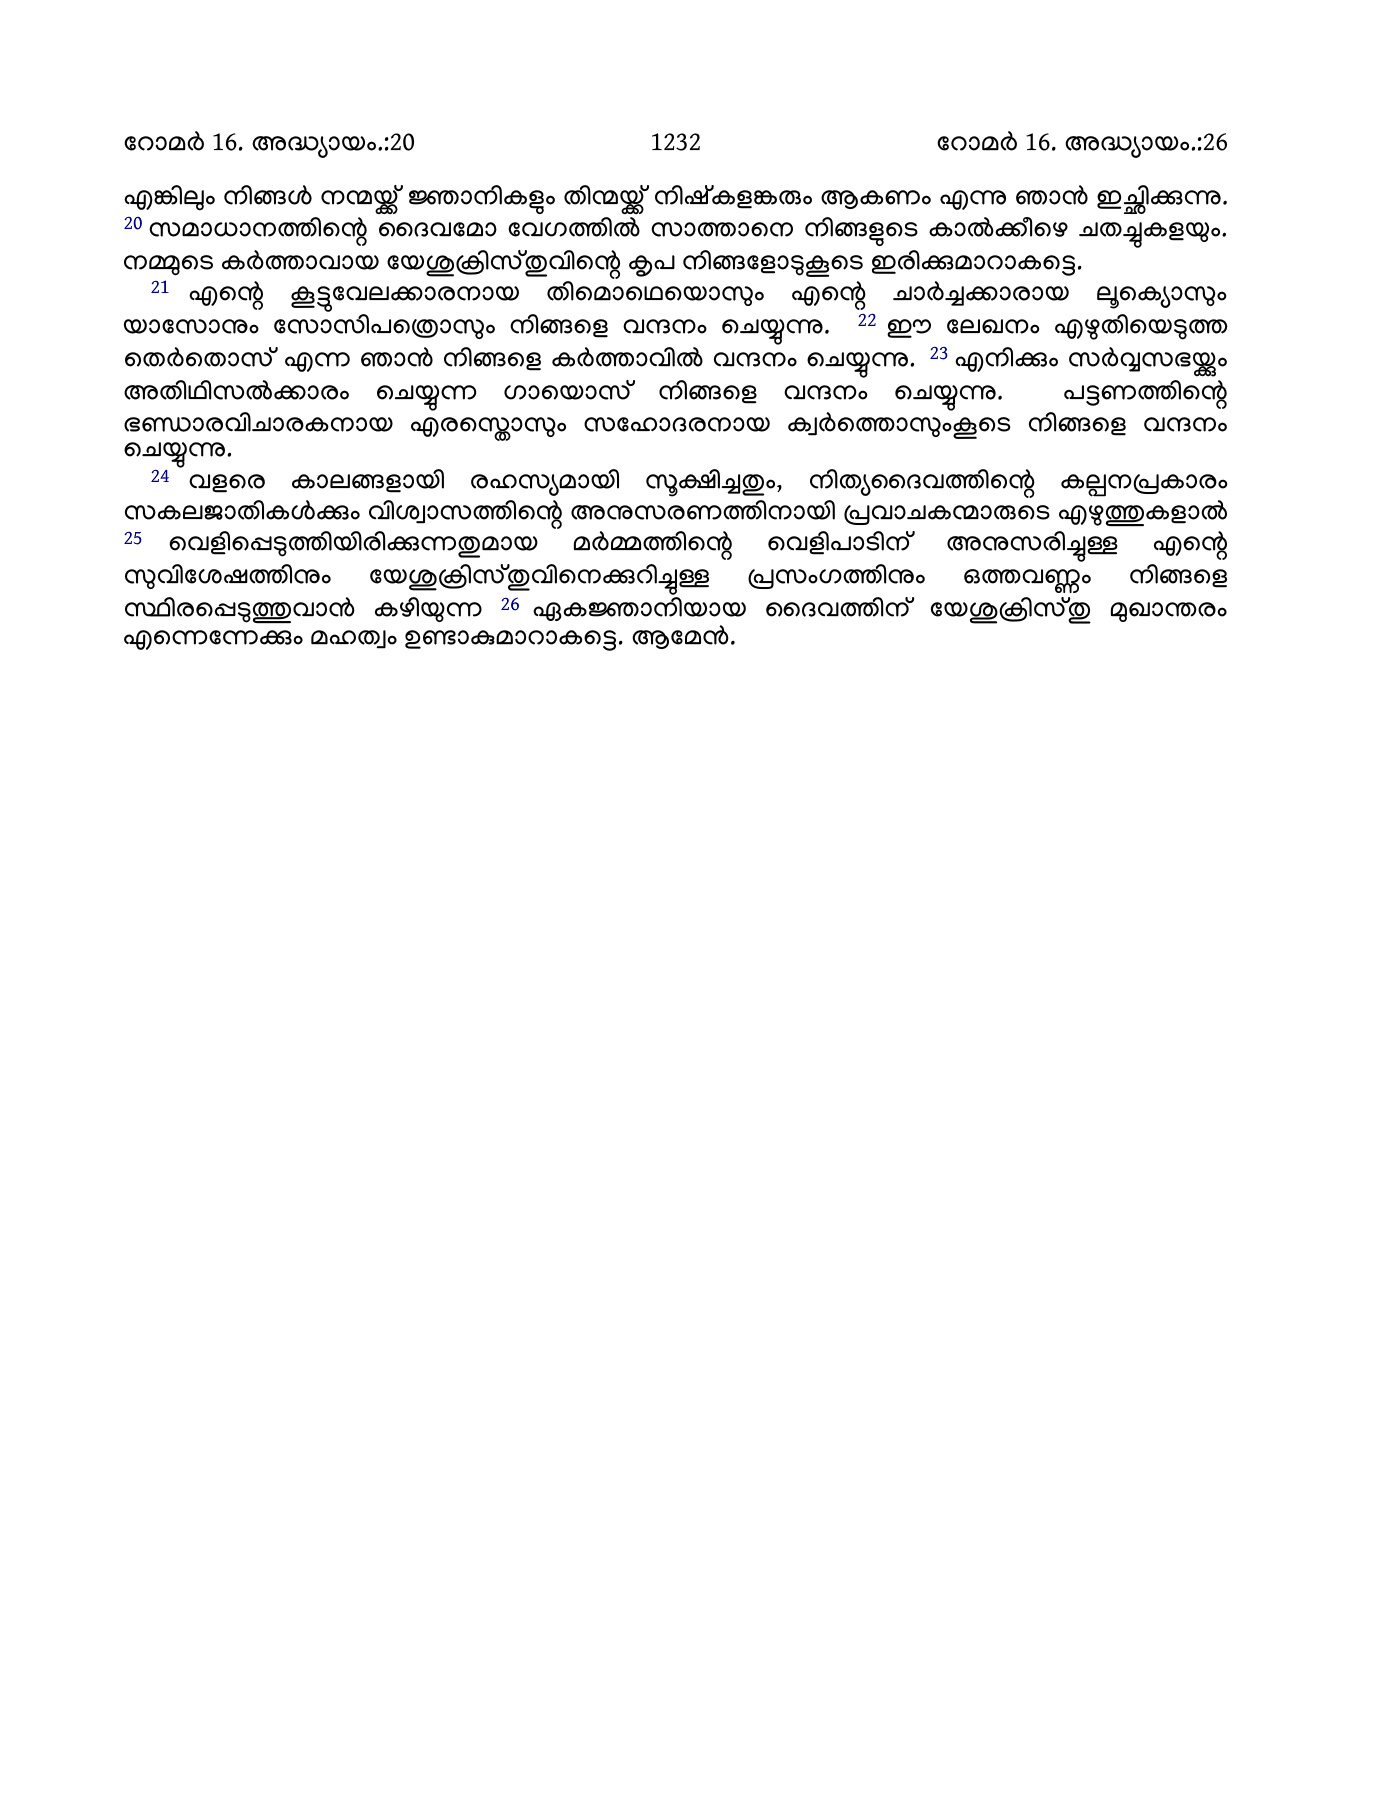 റോമർ 16. അദ്ധ്യായം.:20 1232 റോമർ 16. അദ്ധ്യായം.:26
എങ്കിലും നിങ്ങൾ നന്മയ്ക്ക് ജ്ഞാനികളും തിന്മയ്ക്ക് നിഷ്കളങ്കരും ആകണം എന്നു ഞാൻ ഇച്ഛിക്കുന്നു.
20 സമാധാനത്തിന്റെ ദൈവമോ വേഗത്തിൽ സാത്താനെ നിങ്ങളുടെ കാൽക്കീഴെ ചതച്ചുകളയും.
നമ്മുടെ കർത്താവായ യേശുക്രിസ്തുവിന്റെ കൃപ നിങ്ങളോടുകൂടെ ഇരിക്കുമാറാകട്ടെ.
21 എന്റെ കൂട്ടുവേലക്കാരനായ തിമൊഥെയൊസും എന്റെ ചാർച്ചക്കാരായ ലൂക്യൊസും
യാസോനും സോസിപത്രൊസും നിങ്ങളെ വന്ദനം ചെയ്യുന്നു. 22 ഈ ലേഖനം എഴുതിയെടുത്ത
തെർതൊസ് എന്ന ഞാൻ നിങ്ങളെ കർത്താവിൽ വന്ദനം ചെയ്യുന്നു. 23 എനിക്കും സർവ്വസഭയ്ക്കും
അതിഥിസൽക്കാരം ചെയ്യുന്ന ഗായൊസ് നിങ്ങളെ വന്ദനം ചെയ്യുന്നു. പട്ടണത്തിന്റെ
ഭണ്ഡാരവിചാരകനായ എരസ്തൊസും സഹോദരനായ ക്വർത്തൊസുംകൂടെ നിങ്ങളെ വന്ദനം
ചെയ്യുന്നു.
24 വളരെ കാലങ്ങളായി രഹസ്യമായി സൂക്ഷിച്ചതും, നിത്യദൈവത്തിന്റെ കല്പനപ്രകാരം
സകലജാതികൾക്കും വിശ്വാസത്തിന്റെ അനുസരണത്തിനായി പ്രവാചകന്മാരുടെ എഴുത്തുകളാൽ
25 വെളിപ്പെടുത്തിയിരിക്കുന്നതുമായ മർമ്മത്തിന്റെ വെളിപാടിന് അനുസരിച്ചുള്ള എന്റെ
സുവിശേഷത്തിനും യേശുക്രിസ്തുവിനെക്കുറിച്ചുള്ള പ്രസംഗത്തിനും ഒത്തവണ്ണം നിങ്ങളെ
സ്ഥിരപ്പെടുത്തുവാൻ കഴിയുന്ന 26 ഏകജ്ഞാനിയായ ദൈവത്തിന് യേശുക്രിസ്തു മുഖാന്തരം
എന്നെന്നേക്കും മഹത്വം ഉണ്ടാകുമാറാകട്ടെ. ആമേൻ.